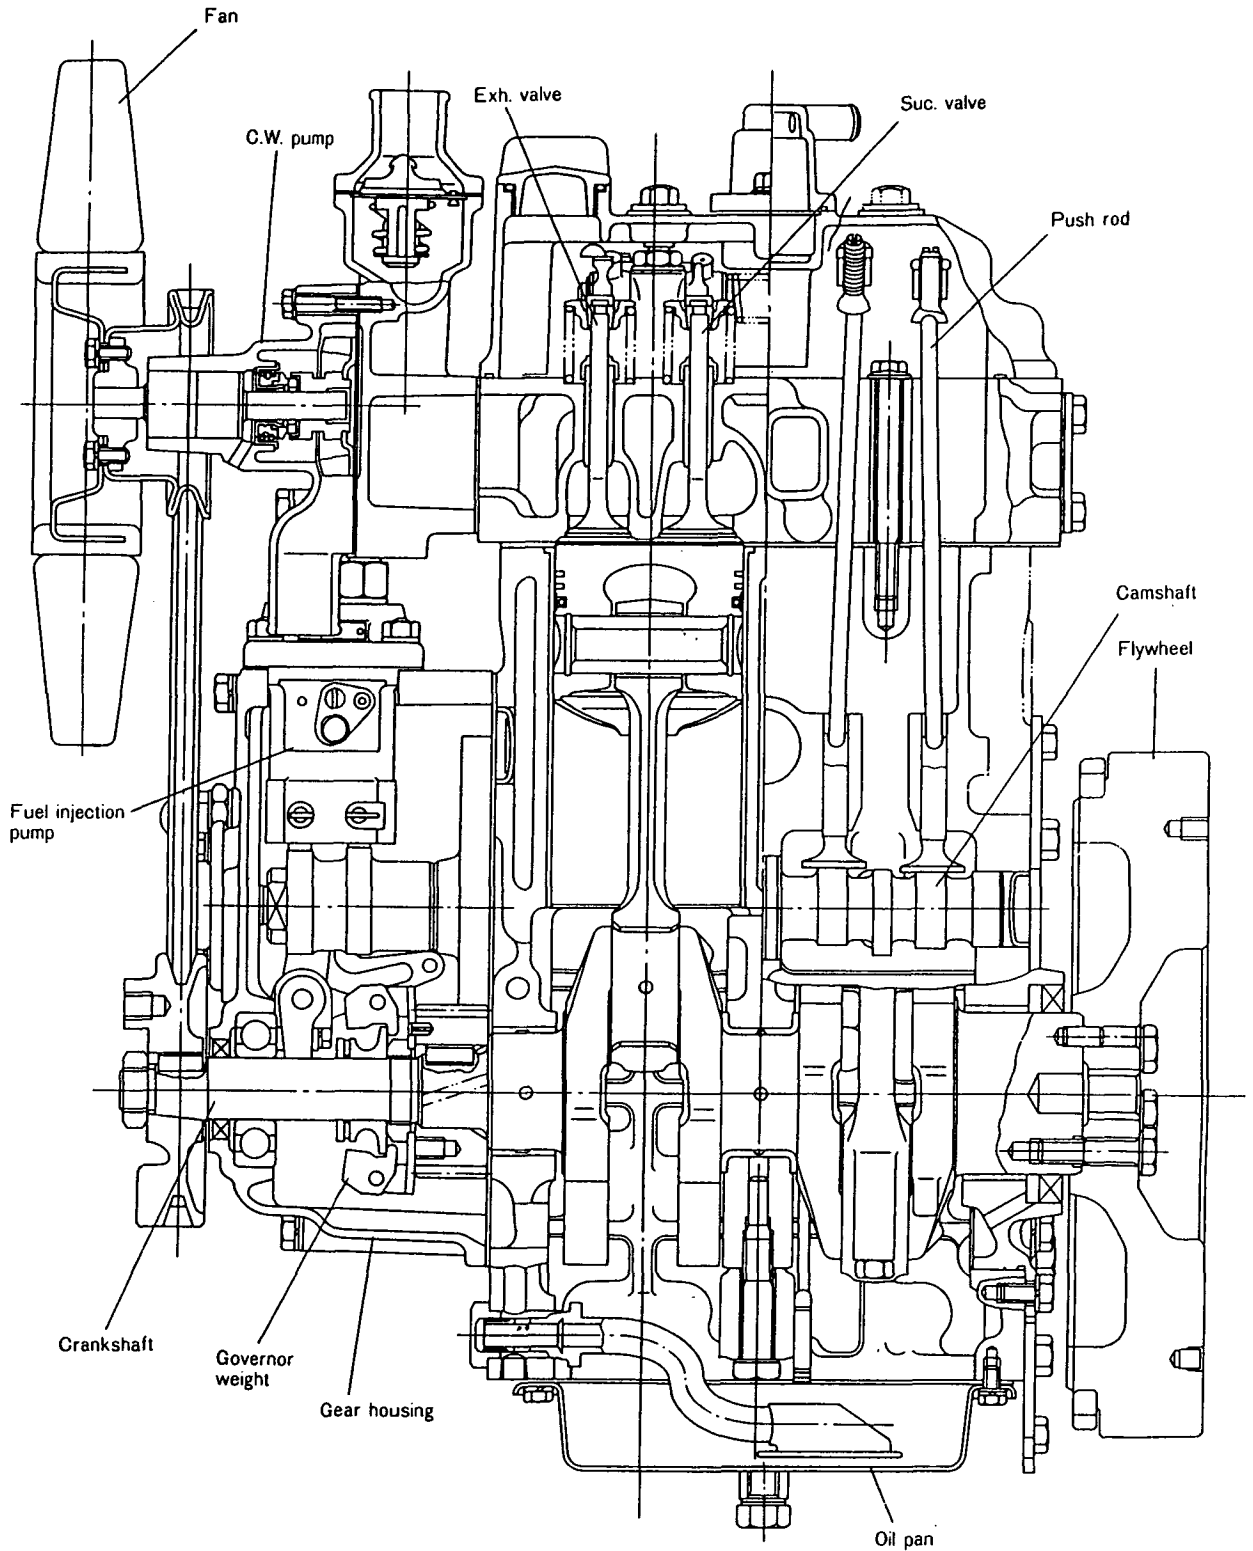 Fan
Exh. valve
Suc. valve
C.W. pump
Push rod
Camshaft
Flywheel
Fuel injection
pump
Crankshaft
Governor
weight
Gear housing
Oil pan